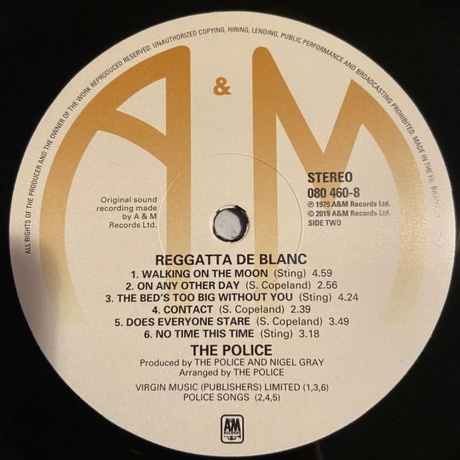 ALL RIGHTS OF THE PRODUCER AND THE OWNER OF THE WORK REPRODUCED RESERVED. UNAUTHORIZED COPYING, HIRING, LENDING, PUBLIC PERFORMANCE AND BROADCASTING PROHIBITED. MADE IN THE
A & M
Original sound
recording made
by A & M
Records Ltd.
STEREO
080 460-8
℗ 1979 A&M Records Ltd.
© 2019 A&M Records Ltd.
SIDE TWO
REGGATTA DE BLANC
1. WALKING ON THE MOON (Sting) 4.59
2. ON ANY OTHER DAY (S. Copeland) 2.56
3. THE BED'S TOO BIG WITHOUT YOU (Sting) 4.24
4. CONTACT (S. Copeland) 2.39
5. DOES EVERYONE STARE (S. Copeland) 3.49
6. NO TIME THIS TIME (Sting) 3.18
THE POLICE
Produced by THE POLICE AND NIGEL GRAY
Arranged by THE POLICE
VIRGIN MUSIC (PUBLISHERS) LIMITED (1,3,6)
POLICE SONGS (2,4,5)
A&M
RECORDS